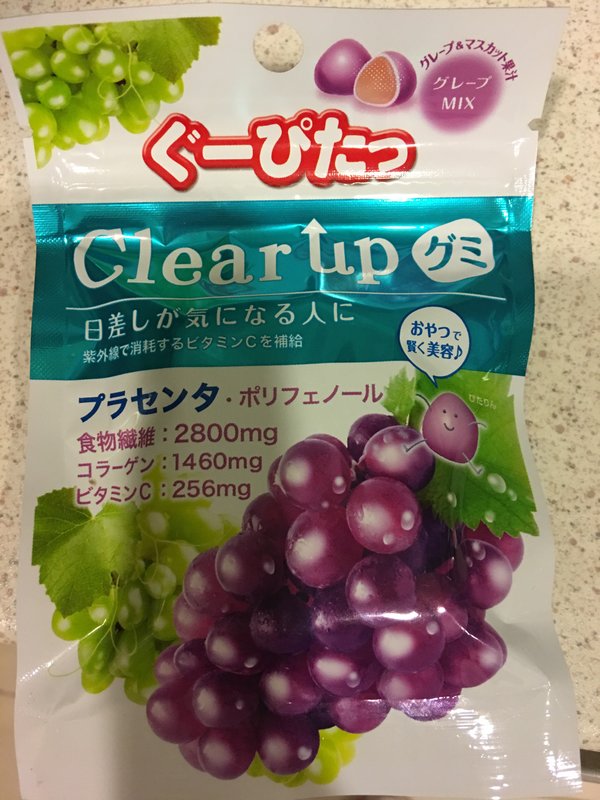 グレープ&マスカット果汁
グレープ
MIX
ぐーぴたっ
Clear up グミ
日差しが気になる人に
紫外線で消耗するビタミンCを補給
おやつで
賢く美容♪
プラセンタ・ポリフェノール
ぴたりん
食物繊維:2800mg
コラーゲン:1460mg
ビタミンC:256mg